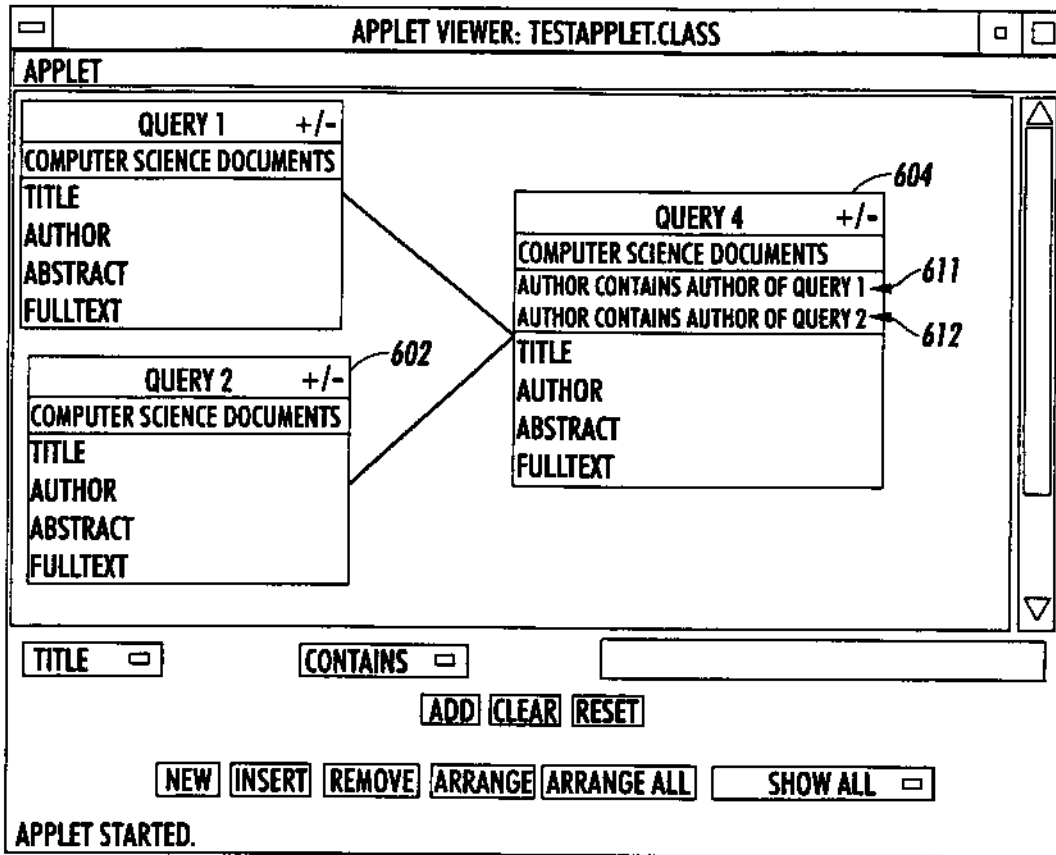 APPLET VIEWER: TESTAPPLET.CLASS
APPLET
QUERY 1 +/-
COMPUTER SCIENCE DOCUMENTS
TITLE
AUTHOR
ABSTRACT
FULLTEXT
602
QUERY 2 +/-
COMPUTER SCIENCE DOCUMENTS
TITLE
AUTHOR
ABSTRACT
FULLTEXT
604
QUERY 4 +/-
COMPUTER SCIENCE DOCUMENTS
AUTHOR CONTAINS AUTHOR OF QUERY 1
611
AUTHOR CONTAINS AUTHOR OF QUERY 2
612
TITLE
AUTHOR
ABSTRACT
FULLTEXT
TITLE CONTAINS
ADD CLEAR RESET
NEW INSERT REMOVE ARRANGE ARRANGE ALL SHOW ALL
APPLET STARTED.